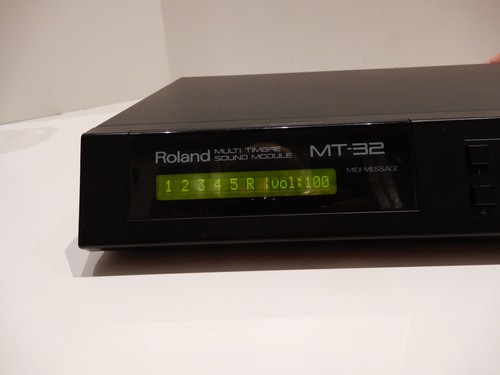 Roland MULTI TIMBRE SOUND MODULE MT-32
MIDI MESSAGE
1 2 3 4 5 R |Vol:100